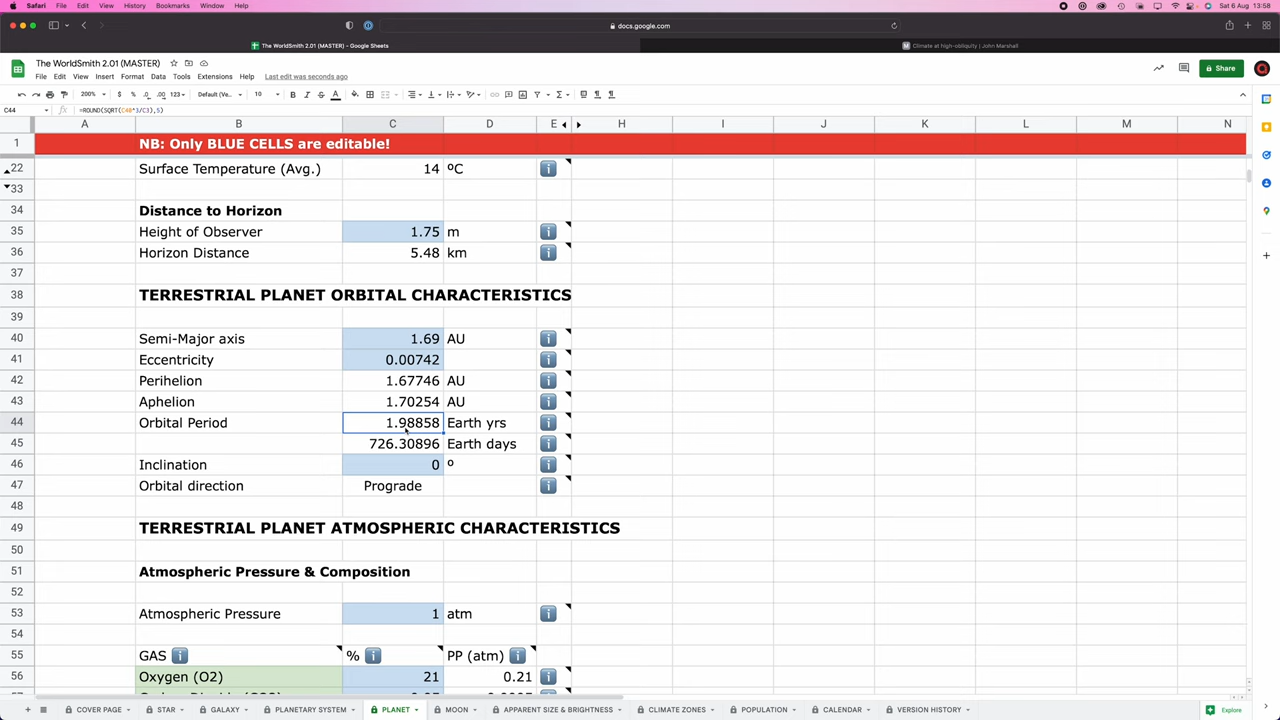 Safari File Edit View History Bookmarks Window Help Sat 6 Aug 13:58
docs.google.com
The WorldSmith 2.01 (MASTER) - Google Sheets Climate at high-obliquity | John Marshall
The WorldSmith 2.01 (MASTER)
File Edit View Insert Format Data Tools Extensions Help Last edit was seconds ago
Share
200% $ % .0 .00 123 Default (Ve... 10 B I S A
C44 fx =ROUND(SQRT(C40^3/C3),5)
A B C D E H I J K L M N
1 NB: Only BLUE CELLS are editable!
22 Surface Temperature (Avg.) 14 ºC
33
34 Distance to Horizon
35 Height of Observer 1.75 m
36 Horizon Distance 5.48 km
37
38 TERRESTRIAL PLANET ORBITAL CHARACTERISTICS
39
40 Semi-Major axis 1.69 AU
41 Eccentricity 0.00742
42 Perihelion 1.67746 AU
43 Aphelion 1.70254 AU
44 Orbital Period 1.98858 Earth yrs
45 726.30896 Earth days
46 Inclination 0 º
47 Orbital direction Prograde
48
49 TERRESTRIAL PLANET ATMOSPHERIC CHARACTERISTICS
50
51 Atmospheric Pressure & Composition
52
53 Atmospheric Pressure 1 atm
54
55 GAS % PP (atm)
56 Oxygen (O2) 21 0.21
COVER PAGE STAR GALAXY PLANETARY SYSTEM PLANET MOON APPARENT SIZE & BRIGHTNESS CLIMATE ZONES POPULATION CALENDAR VERSION HISTORY Explore